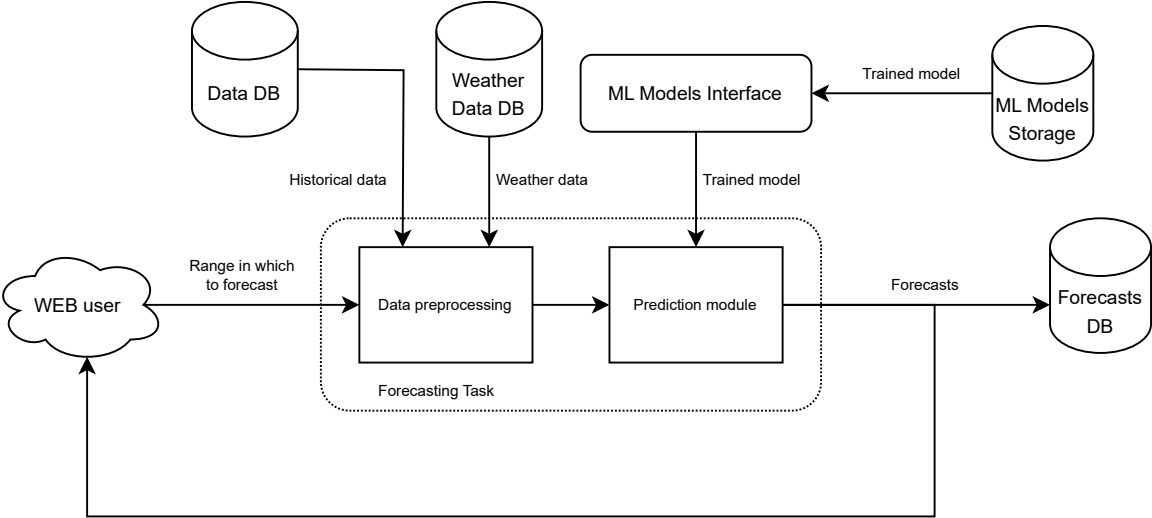 Data DB
Weather
Data DB
ML Models Interface
Trained model
ML Models
Storage
Historical data
Weather data
Trained model
WEB user
Range in which
to forecast
Data preprocessing
Prediction module
Forecasts
Forecasts
DB
Forecasting Task